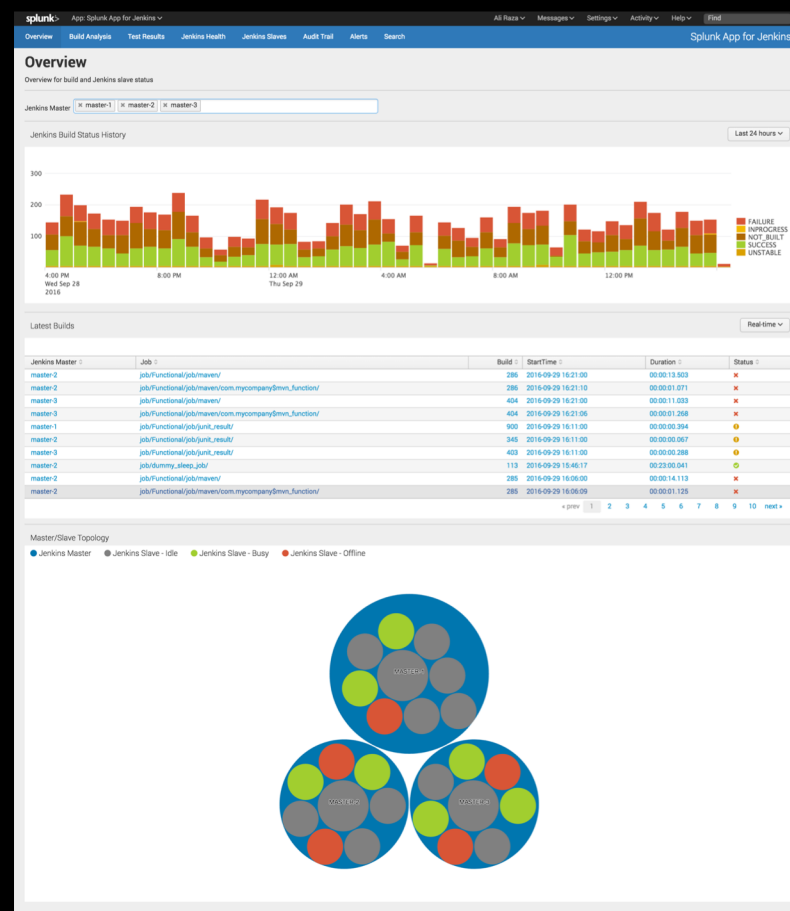 splunk> App: Splunk App for Jenkins Ali Raza Messages Settings Activity Help Find
Overview Build Analysis Test Results Jenkins Health Jenkins Slaves Audit Trail Alerts Search Splunk App for Jenkins
Overview
Overview for build and Jenkins slave status
Jenkins Master × master-1 × master-2 × master-3
Jenkins Build Status History Last 24 hours
300
200
100
FAILURE
INPROGRESS
NOT_BUILT
SUCCESS
UNSTABLE
4:00 PM 8:00 PM 12:00 AM 4:00 AM 8:00 AM 12:00 PM
Wed Sep 28 Thu Sep 29
2016
Latest Builds Real-time
Jenkins Master Job Build StartTime Duration Status
master-2 job/Functional/job/maven/ 286 2016-09-29 16:21:00 00:00:13.503
master-2 job/Functional/job/maven/com.mycompany$mvn_function/ 286 2016-09-29 16:21:10 00:00:01.071
master-3 job/Functional/job/maven/ 404 2016-09-29 16:21:00 00:00:11.033
master-3 job/Functional/job/maven/com.mycompany$mvn_function/ 404 2016-09-29 16:21:06 00:00:01.268
master-1 job/Functional/job/junit_result/ 900 2016-09-29 16:11:00 00:00:00.394
master-2 job/Functional/job/junit_result/ 345 2016-09-29 16:11:00 00:00:00.067
master-3 job/Functional/job/junit_result/ 403 2016-09-29 16:11:00 00:00:00.288
master-2 job/dummy_sleep_job/ 113 2016-09-29 15:46:17 00:23:00.041
master-2 job/Functional/job/maven/ 285 2016-09-29 16:06:00 00:00:14.113
master-2 job/Functional/job/maven/com.mycompany$mvn_function/ 285 2016-09-29 16:06:09 00:00:01.125
« prev 1 2 3 4 5 6 7 8 9 10 next »
Master/Slave Topology
Jenkins Master Jenkins Slave - Idle Jenkins Slave - Busy Jenkins Slave - Offline
MASTER-1
MASTER-2 MASTER-3